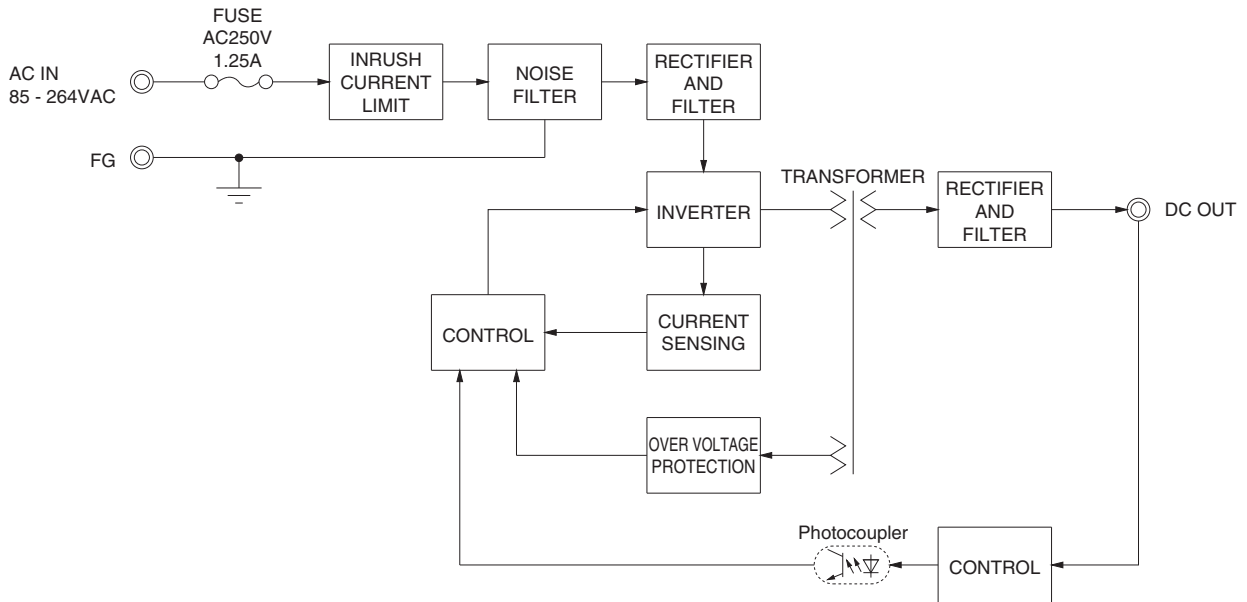 FUSE
AC250V
1.25A
AC IN
85 - 264VAC
INRUSH
CURRENT
LIMIT
NOISE
FILTER
RECTIFIER
AND
FILTER
FG
INVERTER
TRANSFORMER
RECTIFIER
AND
FILTER
DC OUT
CONTROL
CURRENT
SENSING
OVER VOLTAGE
PROTECTION
Photocoupler
CONTROL